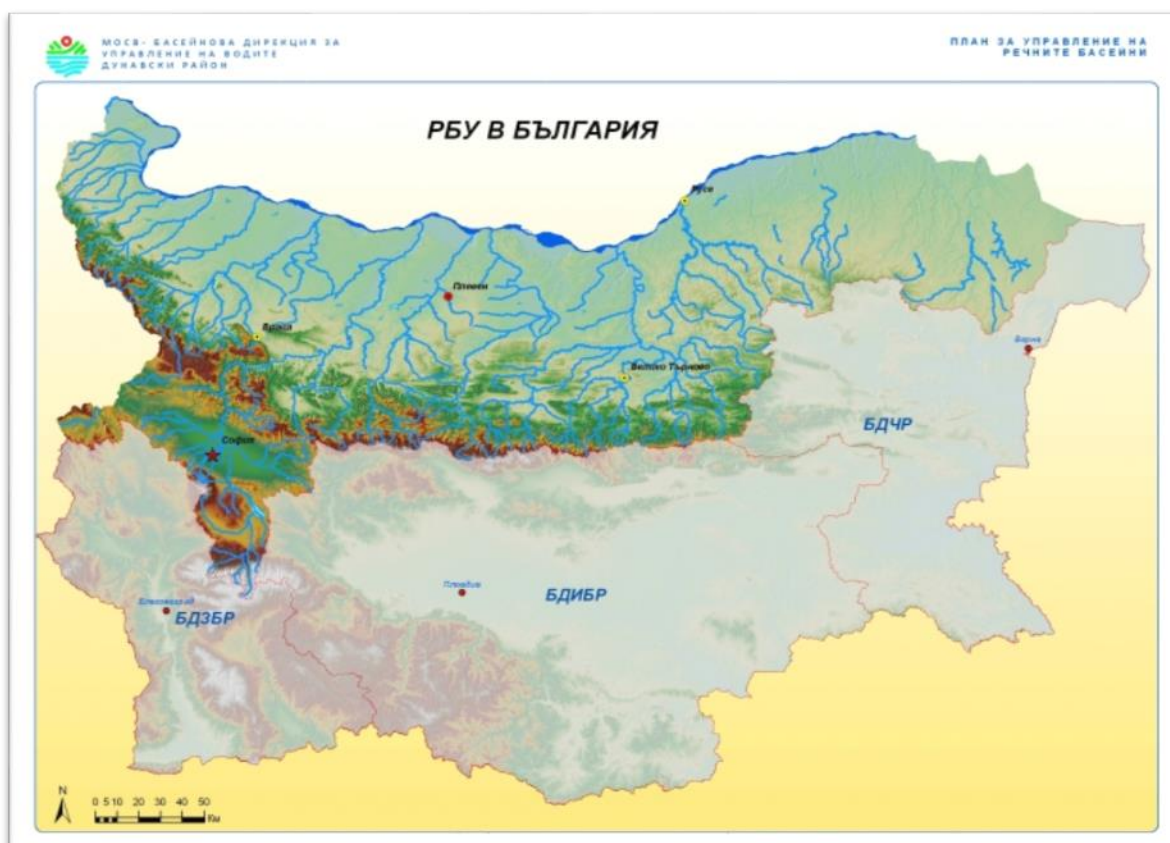 МОСВ- БАСЕЙНОВА ДИРЕКЦИЯ ЗА
УПРАВЛЕНИЕ НА ВОДИТЕ
ДУНАВСКИ РАЙОН
ПЛАН ЗА УПРАВЛЕНИЕ НА
РЕЧНИТЕ БАСЕЙНИ
РБУ В БЪЛГАРИЯ
Русе
Плевен
Враца
Велико Търново
Варна
БДЧР
София
Пловдив
БДИБР
Благоевград
БДЗБР
N
0 5 10 20 30 40 50
Км